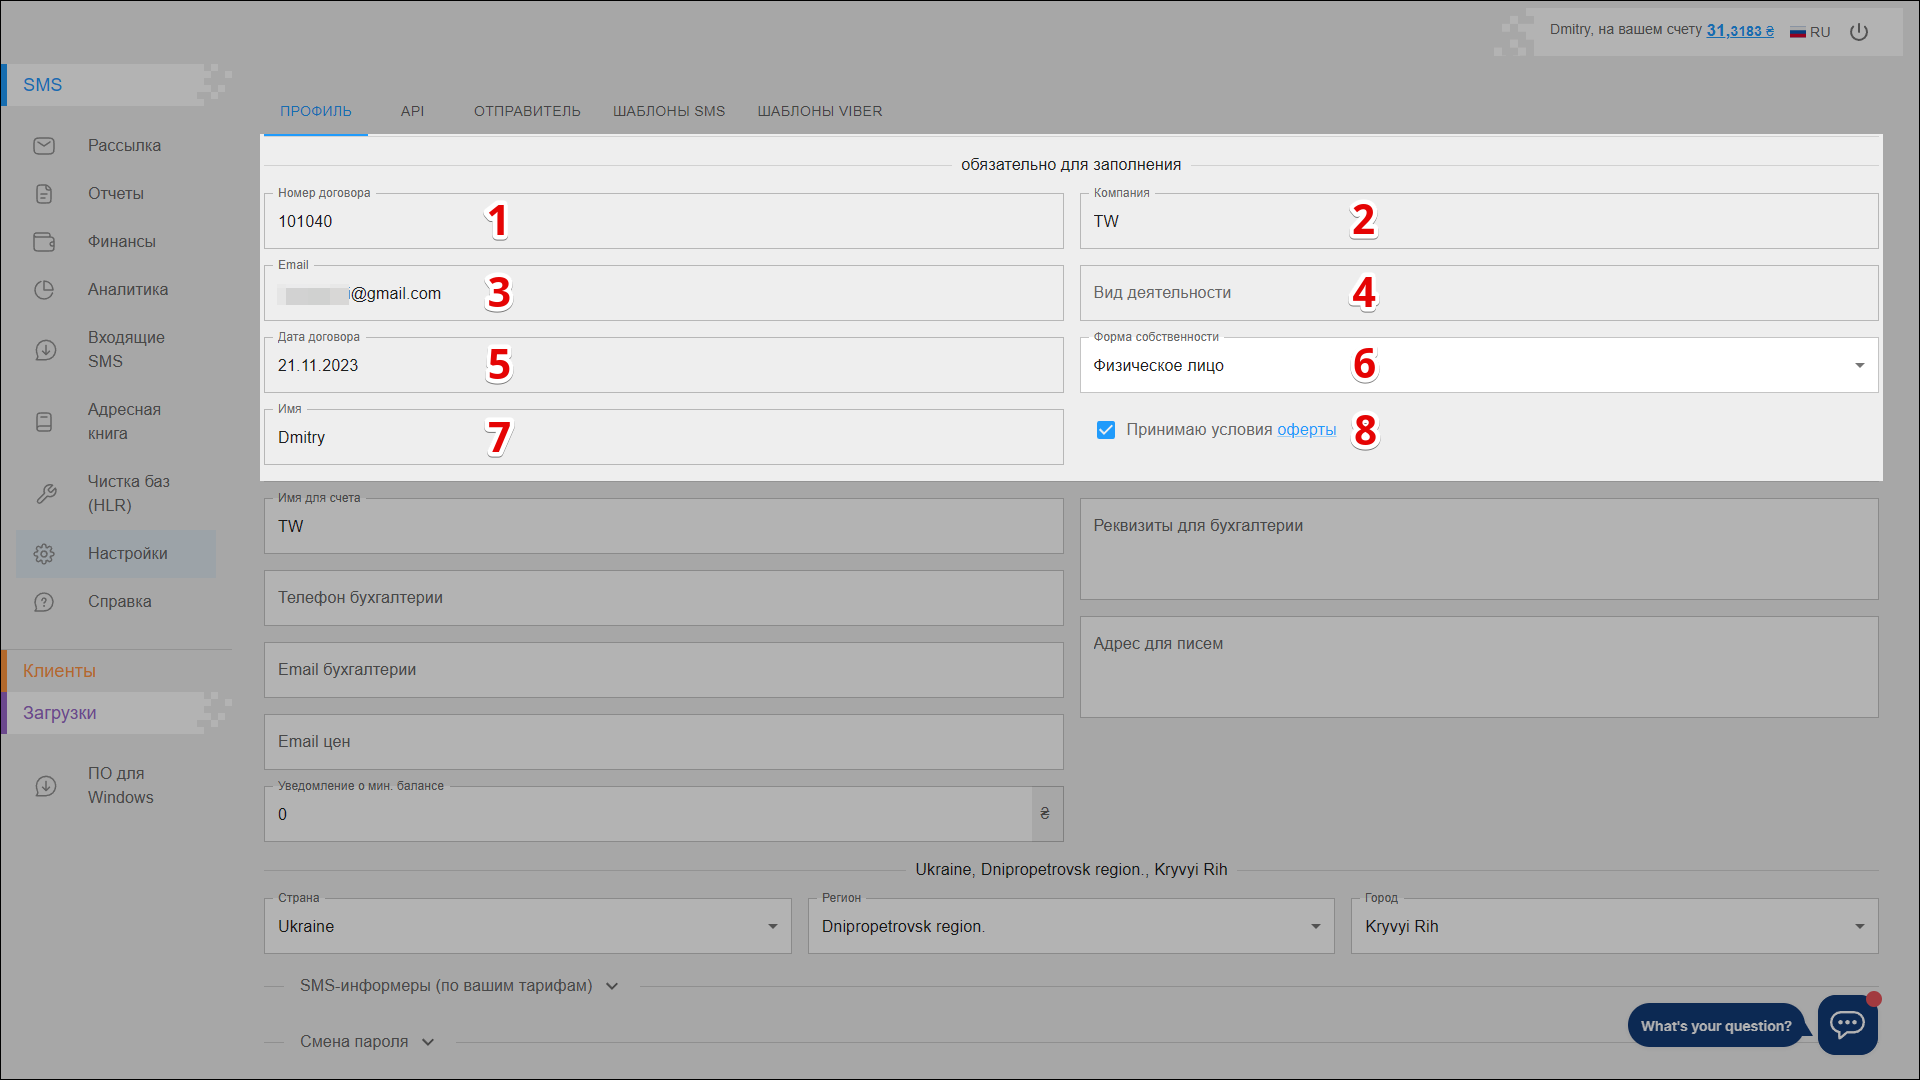 Dmitry, на вашем счету 31,3183 ₴ RU
SMS
ПРОФИЛЬ API ОТПРАВИТЕЛЬ ШАБЛОНЫ SMS ШАБЛОНЫ VIBER
Рассылка
Отчеты
Финансы
Аналитика
Входящие
SMS
Адресная
книга
Чистка баз
(HLR)
Настройки
Справка
Клиенты
Загрузки
ПО для
Windows
обязательно для заполнения
Номер договора
101040 1
Компания
TW 2
Email
i@gmail.com 3
Вид деятельности 4
Дата договора
21.11.2023 5
Форма собственности
Физическое лицо 6
Имя
Dmitry 7
Принимаю условия оферты 8
Имя для счета
TW
Реквизиты для бухгалтерии
Телефон бухгалтерии
Email бухгалтерии
Адрес для писем
Email цен
Уведомление о мин. балансе
0 ₴
Ukraine, Dnipropetrovsk region., Kryvyi Rih
Страна
Ukraine
Регион
Dnipropetrovsk region.
Город
Kryvyi Rih
SMS-информеры (по вашим тарифам)
Смена пароля
What's your question?